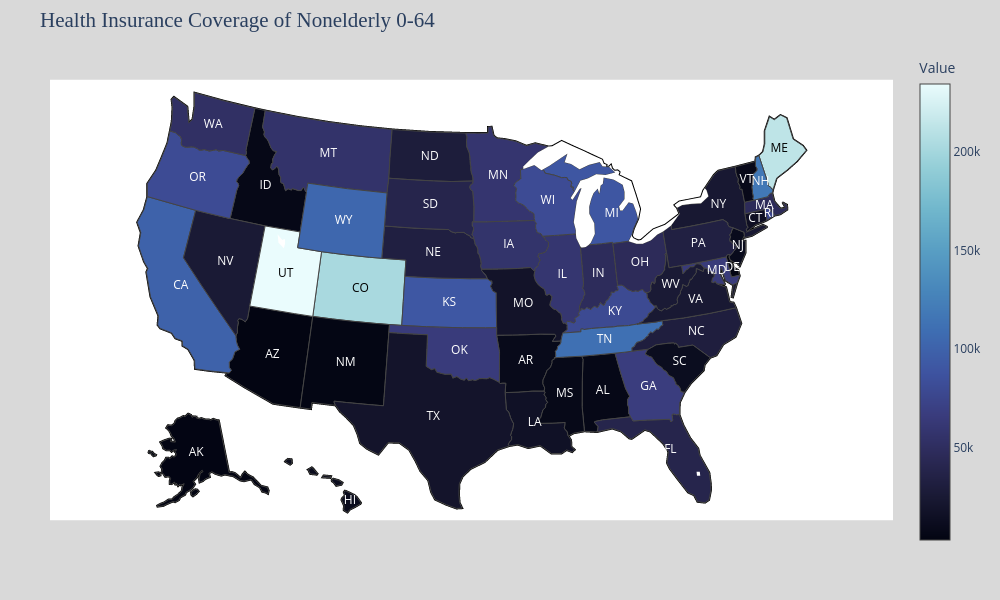 Health Insurance Coverage of Nonelderly 0-64
Value
200k
150k
100k
50k
WA
MT
ND
MN
ME
VT
NH
OR
ID
SD
WI
MI
NY
MA
RI
CT
WY
IA
PA
NJ
NV
UT
NE
IL
IN
OH
MD
DE
CA
CO
KS
MO
KY
WV
VA
AZ
NM
OK
AR
TN
NC
SC
TX
LA
MS
AL
GA
FL
AK
HI